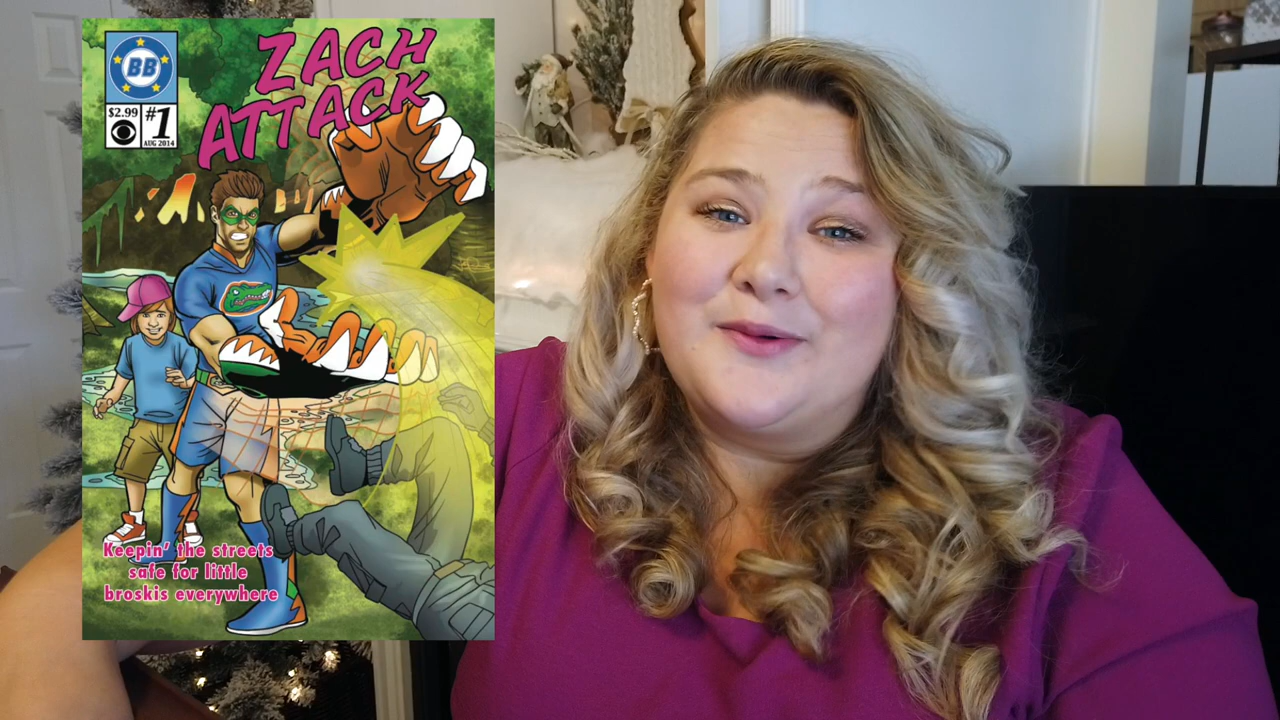 BB
$2.99
#1
AUG 2014
ZACH
ATTACK
Keepin' the streets
safe for little
broskis everywhere